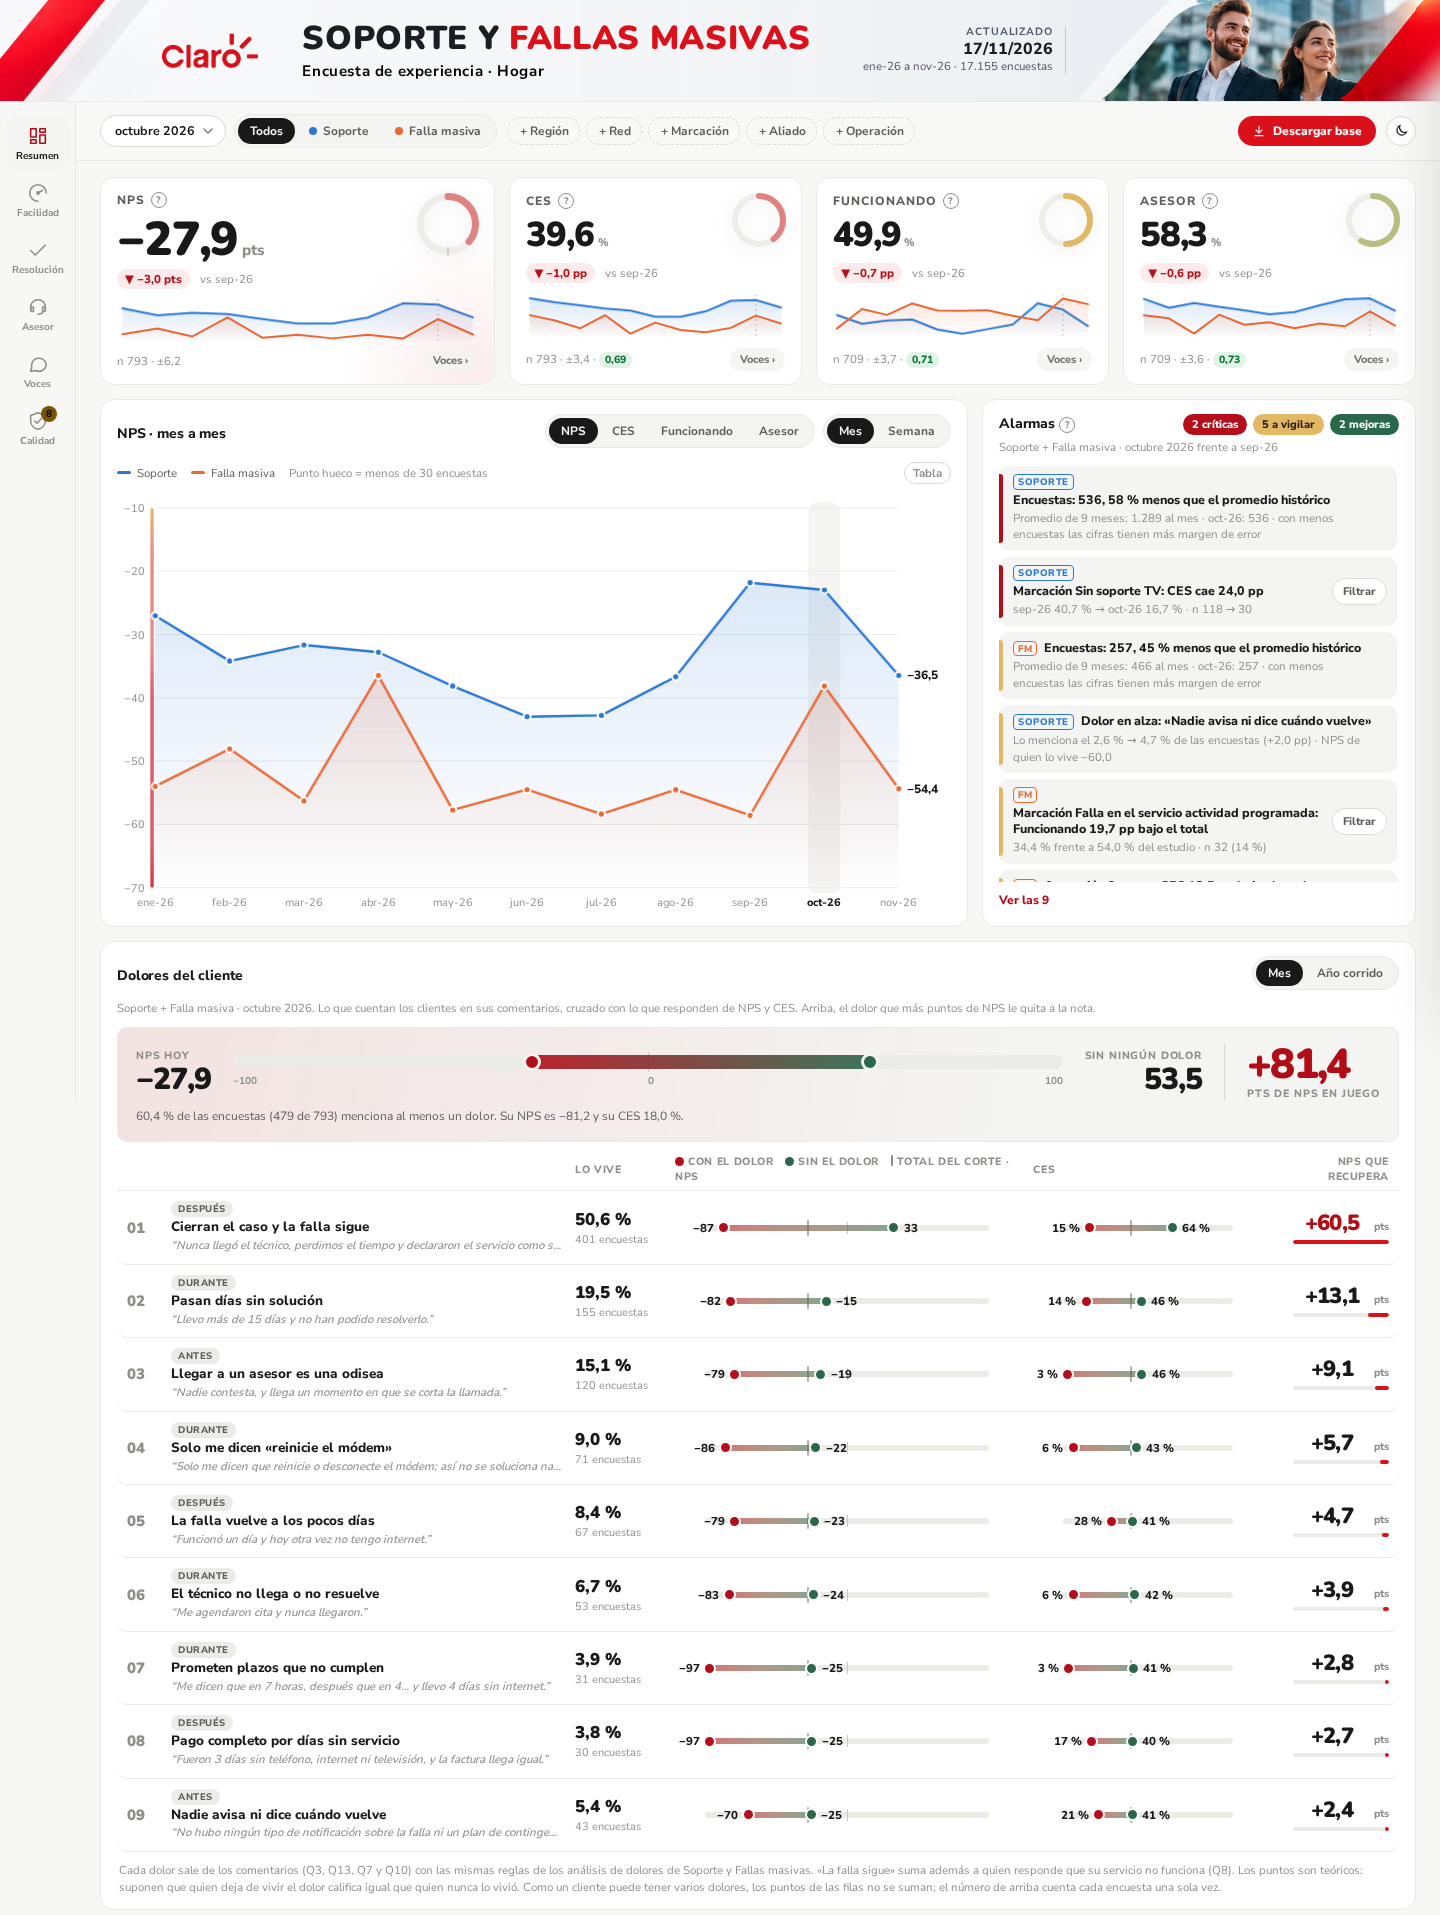 Claro
SOPORTE Y FALLAS MASIVAS
Encuesta de experiencia · Hogar
ACTUALIZADO
17/11/2026
ene-26 a nov-26 · 17.155 encuestas
Resumen
Facilidad
Resolución
Asesor
Voces
8
Calidad
octubre 2026
Todos Soporte Falla masiva + Región + Red + Marcación + Aliado + Operación
Descargar base
NPS ?
−27,9 pts
▼ −3,0 pts vs sep-26
n 793 · ±6,2 Voces ›
CES ?
39,6 %
▼ −1,0 pp vs sep-26
n 793 · ±3,4 · 0,69 Voces ›
FUNCIONANDO ?
49,9 %
▼ −0,7 pp vs sep-26
n 709 · ±3,7 · 0,71 Voces ›
ASESOR ?
58,3 %
▼ −0,6 pp vs sep-26
n 709 · ±3,6 · 0,73 Voces ›
NPS · mes a mes
NPS CES Funcionando Asesor Mes Semana
Soporte Falla masiva Punto hueco = menos de 30 encuestas Tabla
−10
−20
−30
−40
−50
−60
−70
−36,5
−54,4
ene-26 feb-26 mar-26 abr-26 may-26 jun-26 jul-26 ago-26 sep-26 oct-26 nov-26
Alarmas ? 2 críticas 5 a vigilar 2 mejoras
Soporte + Falla masiva · octubre 2026 frente a sep-26
SOPORTE
Encuestas: 536, 58 % menos que el promedio histórico
Promedio de 9 meses: 1.289 al mes · oct-26: 536 · con menos
encuestas las cifras tienen más margen de error
SOPORTE
Marcación Sin soporte TV: CES cae 24,0 pp
sep-26 40,7 % → oct-26 16,7 % · n 118 → 30
Filtrar
FM Encuestas: 257, 45 % menos que el promedio histórico
Promedio de 9 meses: 466 al mes · oct-26: 257 · con menos
encuestas las cifras tienen más margen de error
SOPORTE Dolor en alza: «Nadie avisa ni dice cuándo vuelve»
Lo menciona el 2,6 % → 4,7 % de las encuestas (+2,0 pp) · NPS de
quien lo vive −60,0
FM
Marcación Falla en el servicio actividad programada:
Funcionando 19,7 pp bajo el total
34,4 % frente a 54,0 % del estudio · n 32 (14 %)
Filtrar
Ver las 9
Dolores del cliente
Mes Año corrido
Soporte + Falla masiva · octubre 2026. Lo que cuentan los clientes en sus comentarios, cruzado con lo que responden de NPS y CES. Arriba, el dolor que más puntos de NPS le quita a la nota.
NPS HOY
−27,9
−100 0 100
SIN NINGÚN DOLOR
53,5
+81,4
PTS DE NPS EN JUEGO
60,4 % de las encuestas (479 de 793) menciona al menos un dolor. Su NPS es −81,2 y su CES 18,0 %.
LO VIVE
CON EL DOLOR SIN EL DOLOR TOTAL DEL CORTE ·
NPS
CES
NPS QUE
RECUPERA
01
DESPUÉS
Cierran el caso y la falla sigue
“Nunca llegó el técnico, perdimos el tiempo y declararon el servicio como s...
50,6 %
401 encuestas
−87 33 15 % 64 % +60,5 pts
02
DURANTE
Pasan días sin solución
“Llevo más de 15 días y no han podido resolverlo.”
19,5 %
155 encuestas
−82 −15 14 % 46 % +13,1 pts
03
ANTES
Llegar a un asesor es una odisea
“Nadie contesta, y llega un momento en que se corta la llamada.”
15,1 %
120 encuestas
−79 −19 3 % 46 % +9,1 pts
04
DURANTE
Solo me dicen «reinicie el módem»
“Solo me dicen que reinicie o desconecte el módem; así no se soluciona na...
9,0 %
71 encuestas
−86 −22 6 % 43 % +5,7 pts
05
DESPUÉS
La falla vuelve a los pocos días
“Funcionó un día y hoy otra vez no tengo internet.”
8,4 %
67 encuestas
−79 −23 28 % 41 % +4,7 pts
06
DURANTE
El técnico no llega o no resuelve
“Me agendaron cita y nunca llegaron.”
6,7 %
53 encuestas
−83 −24 6 % 42 % +3,9 pts
07
DURANTE
Prometen plazos que no cumplen
“Me dicen que en 7 horas, después que en 4... y llevo 4 días sin internet.”
3,9 %
31 encuestas
−97 −25 3 % 41 % +2,8 pts
08
DESPUÉS
Pago completo por días sin servicio
“Fueron 3 días sin teléfono, internet ni televisión, y la factura llega igual.”
3,8 %
30 encuestas
−97 −25 17 % 40 % +2,7 pts
09
ANTES
Nadie avisa ni dice cuándo vuelve
“No hubo ningún tipo de notificación sobre la falla ni un plan de continge...
5,4 %
43 encuestas
−70 −25 21 % 41 % +2,4 pts
Cada dolor sale de los comentarios (Q3, Q13, Q7 y Q10) con las mismas reglas de los análisis de dolores de Soporte y Fallas masivas. «La falla sigue» suma además a quien responde que su servicio no funciona (Q8). Los puntos son teóricos:
suponen que quien deja de vivir el dolor califica igual que quien nunca lo vivió. Como un cliente puede tener varios dolores, los puntos de las filas no se suman; el número de arriba cuenta cada encuesta una sola vez.